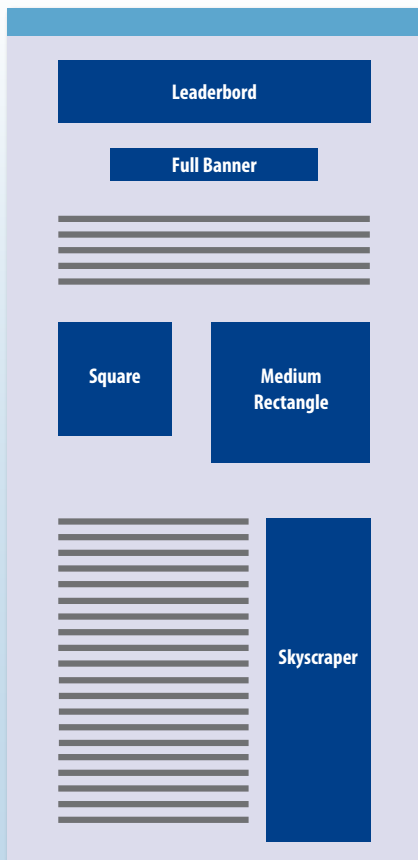 Leaderbord
Full Banner
Square
Medium
Rectangle
Skyscraper